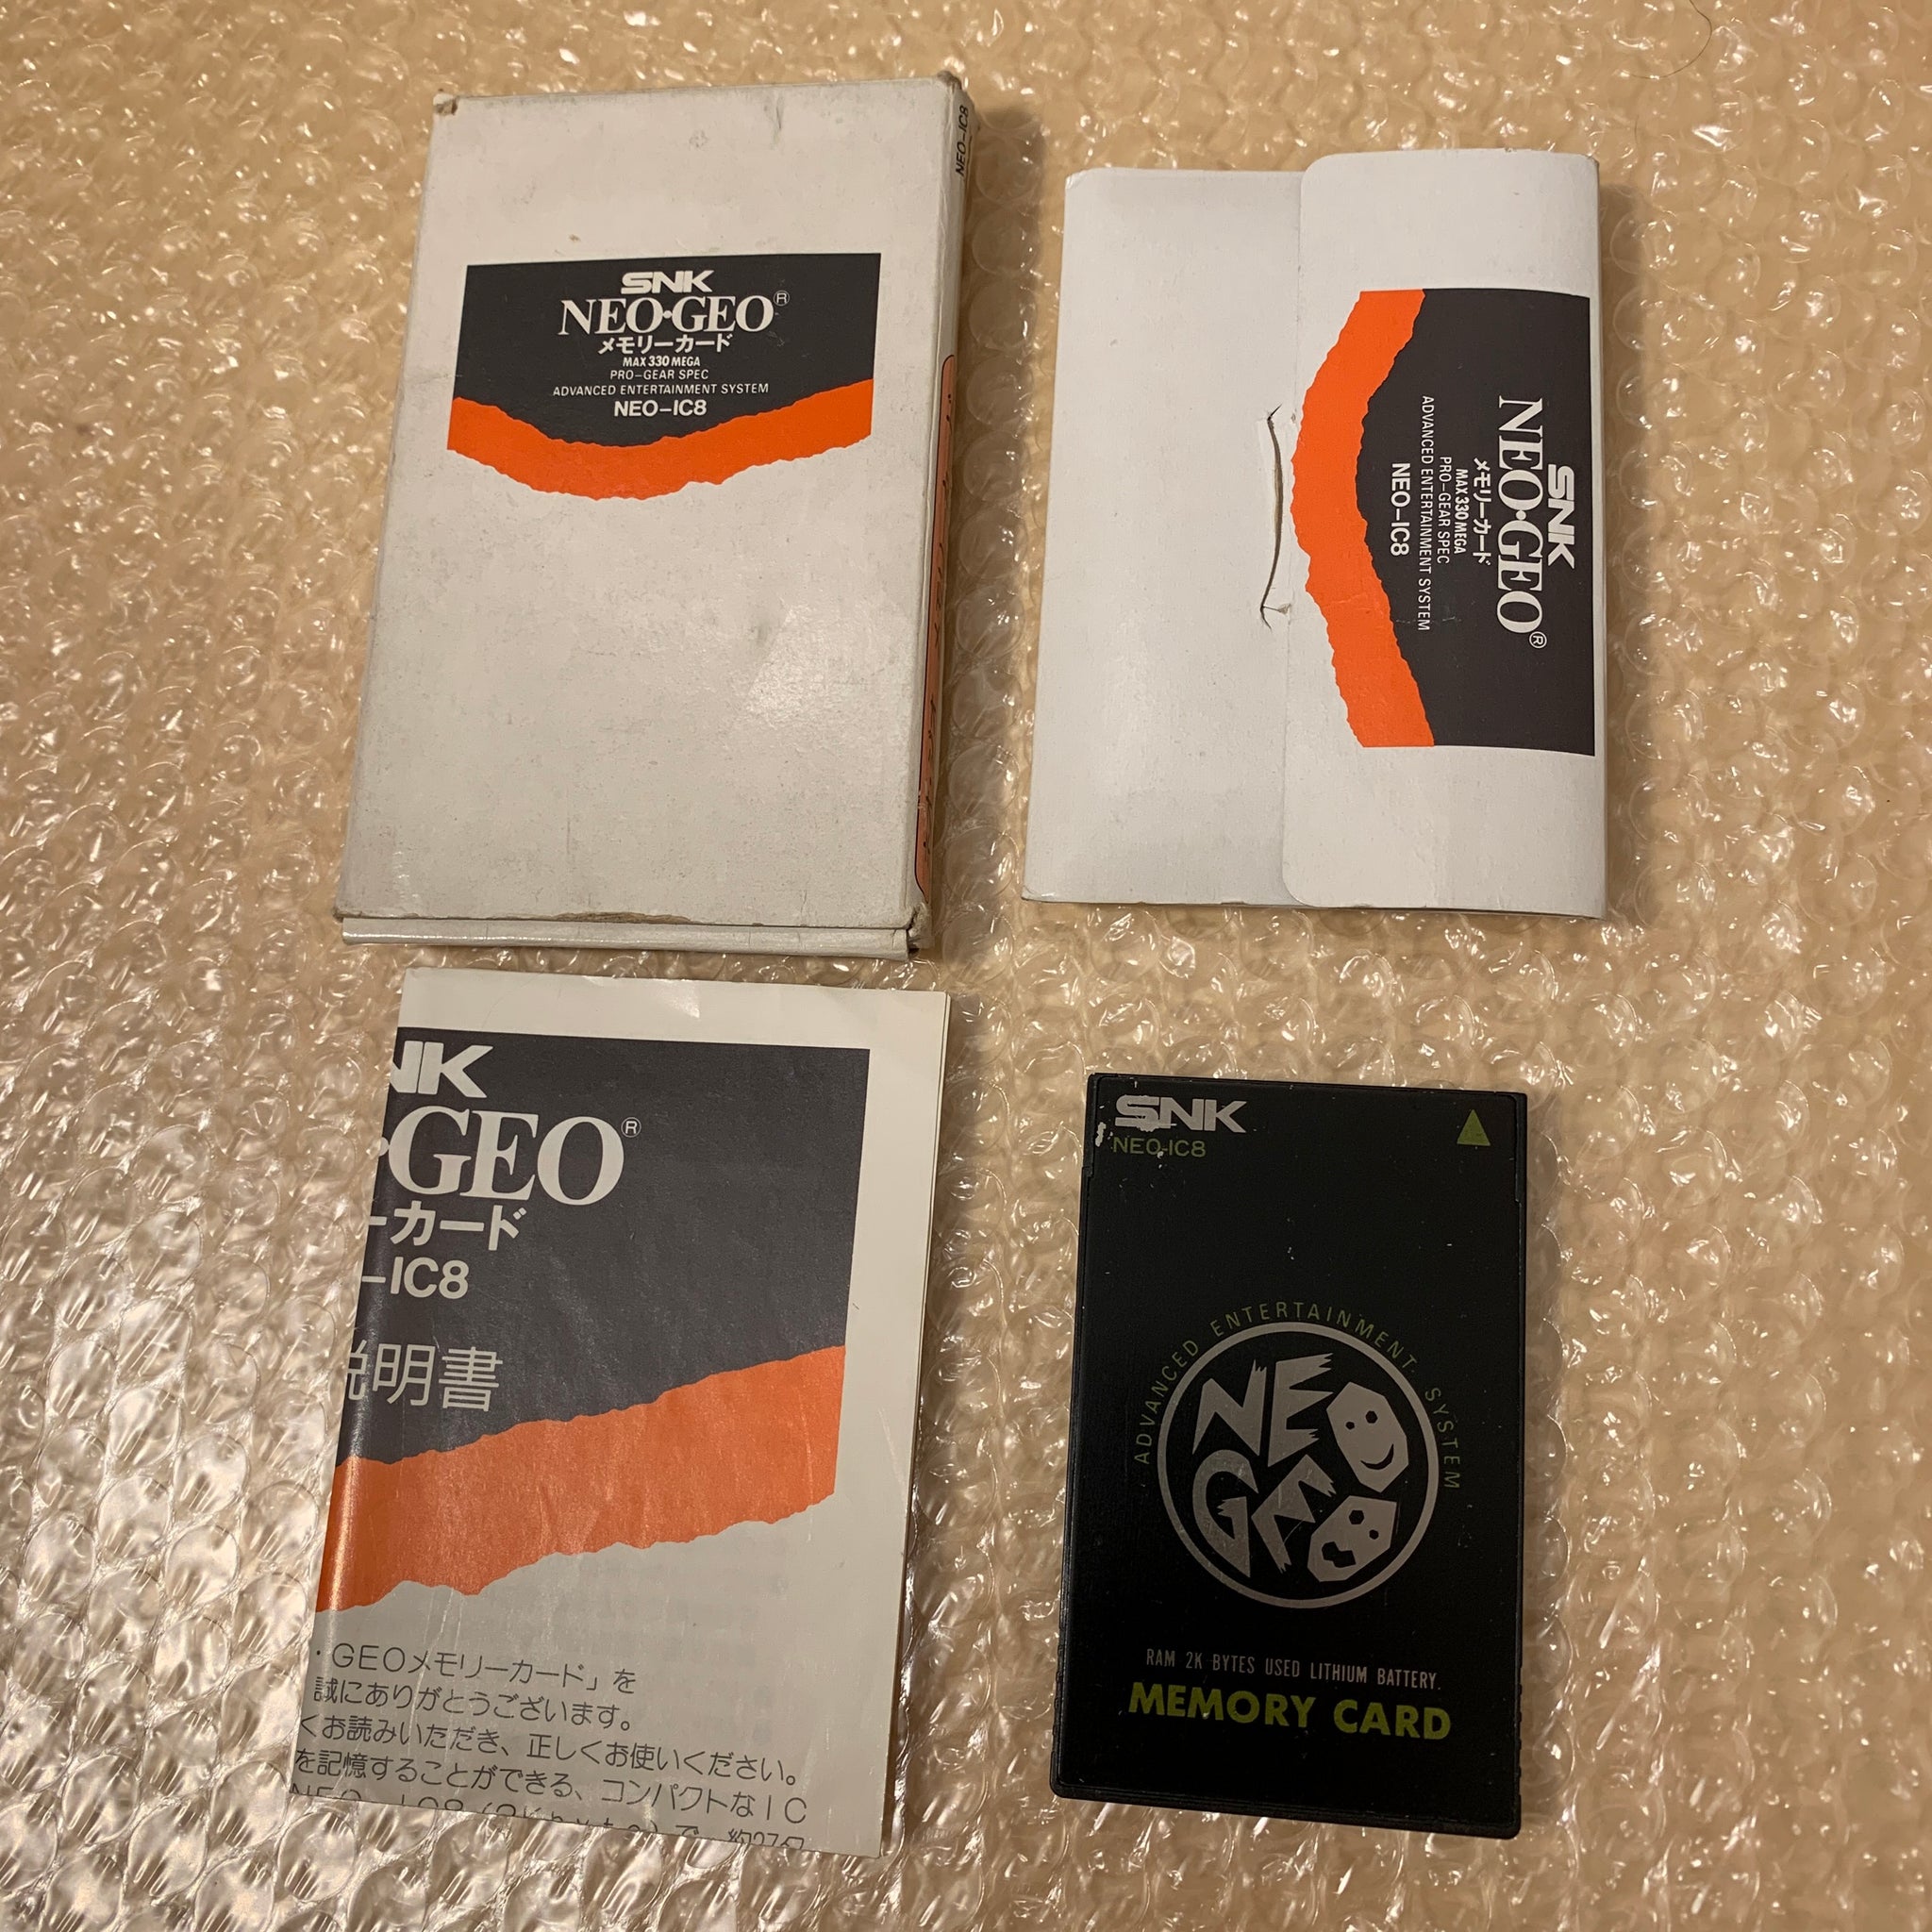 SNK
NEO·GEO®
メモリーカード
MAX 330 MEGA
PRO-GEAR SPEC
ADVANCED ENTERTAINMENT SYSTEM
NEO-IC8
NEO-IC8
SNK
NEO·GEO®
メモリーカード
MAX 330 MEGA
PRO-GEAR SPEC
ADVANCED ENTERTAINMENT SYSTEM
NEO-IC8
NK
·GEO®
ーカード
-IC8
説明書
・GEOメモリーカード」を
誠にありがとうございます。
くお読みいただき、正しくお使いください。
を記憶することができる、コンパクトなIC
SNK
NEO-IC8
ADVANCED ENTERTAINMENT SYSTEM
NEO
GEO
RAM 2K BYTES USED LITHIUM BATTERY.
MEMORY CARD